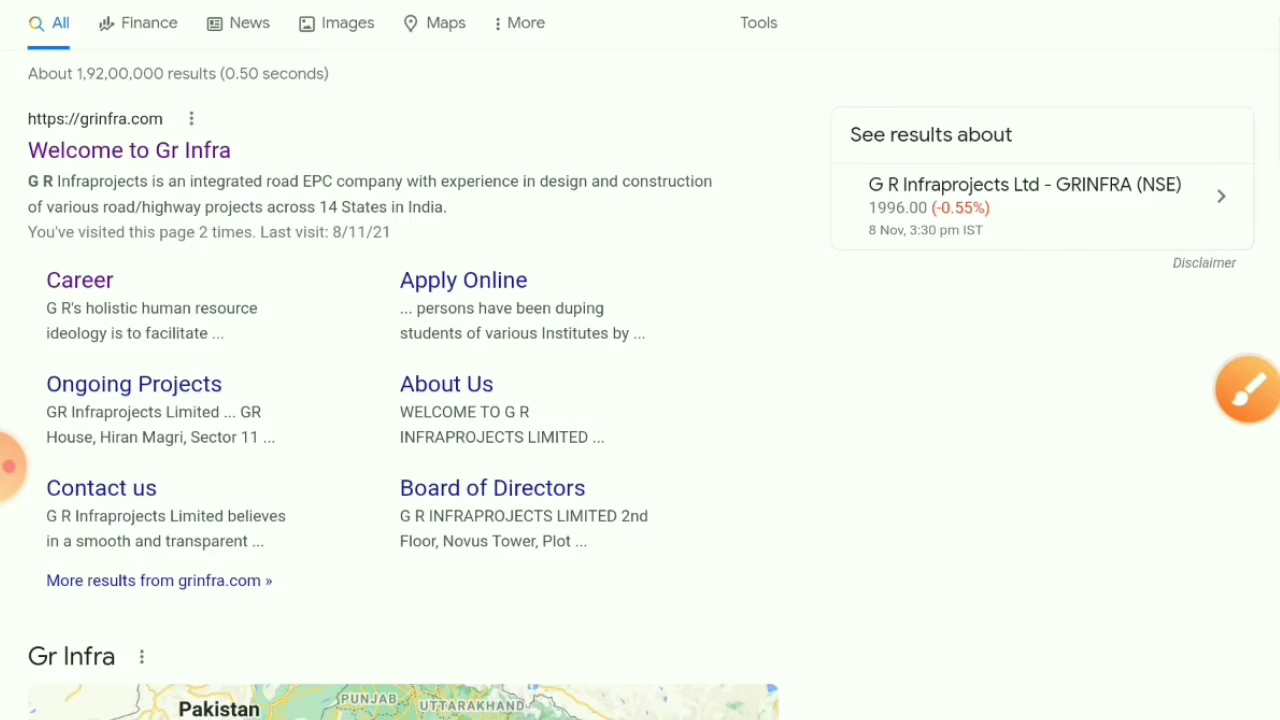 All Finance News Images Maps More Tools
About 1,92,00,000 results (0.50 seconds)
https://grinfra.com
Welcome to Gr Infra
G R Infraprojects is an integrated road EPC company with experience in design and construction
of various road/highway projects across 14 States in India.
You've visited this page 2 times. Last visit: 8/11/21
Career
G R's holistic human resource
ideology is to facilitate ...
Apply Online
... persons have been duping
students of various Institutes by ...
Ongoing Projects
GR Infraprojects Limited ... GR
House, Hiran Magri, Sector 11 ...
About Us
WELCOME TO G R
INFRAPROJECTS LIMITED ...
Contact us
G R Infraprojects Limited believes
in a smooth and transparent ...
Board of Directors
G R INFRAPROJECTS LIMITED 2nd
Floor, Novus Tower, Plot ...
More results from grinfra.com »
See results about
G R Infraprojects Ltd - GRINFRA (NSE)
1996.00 (-0.55%)
8 Nov, 3:30 pm IST
Disclaimer
Gr Infra
PUNJAB
UTTARAKHAND
Pakistan